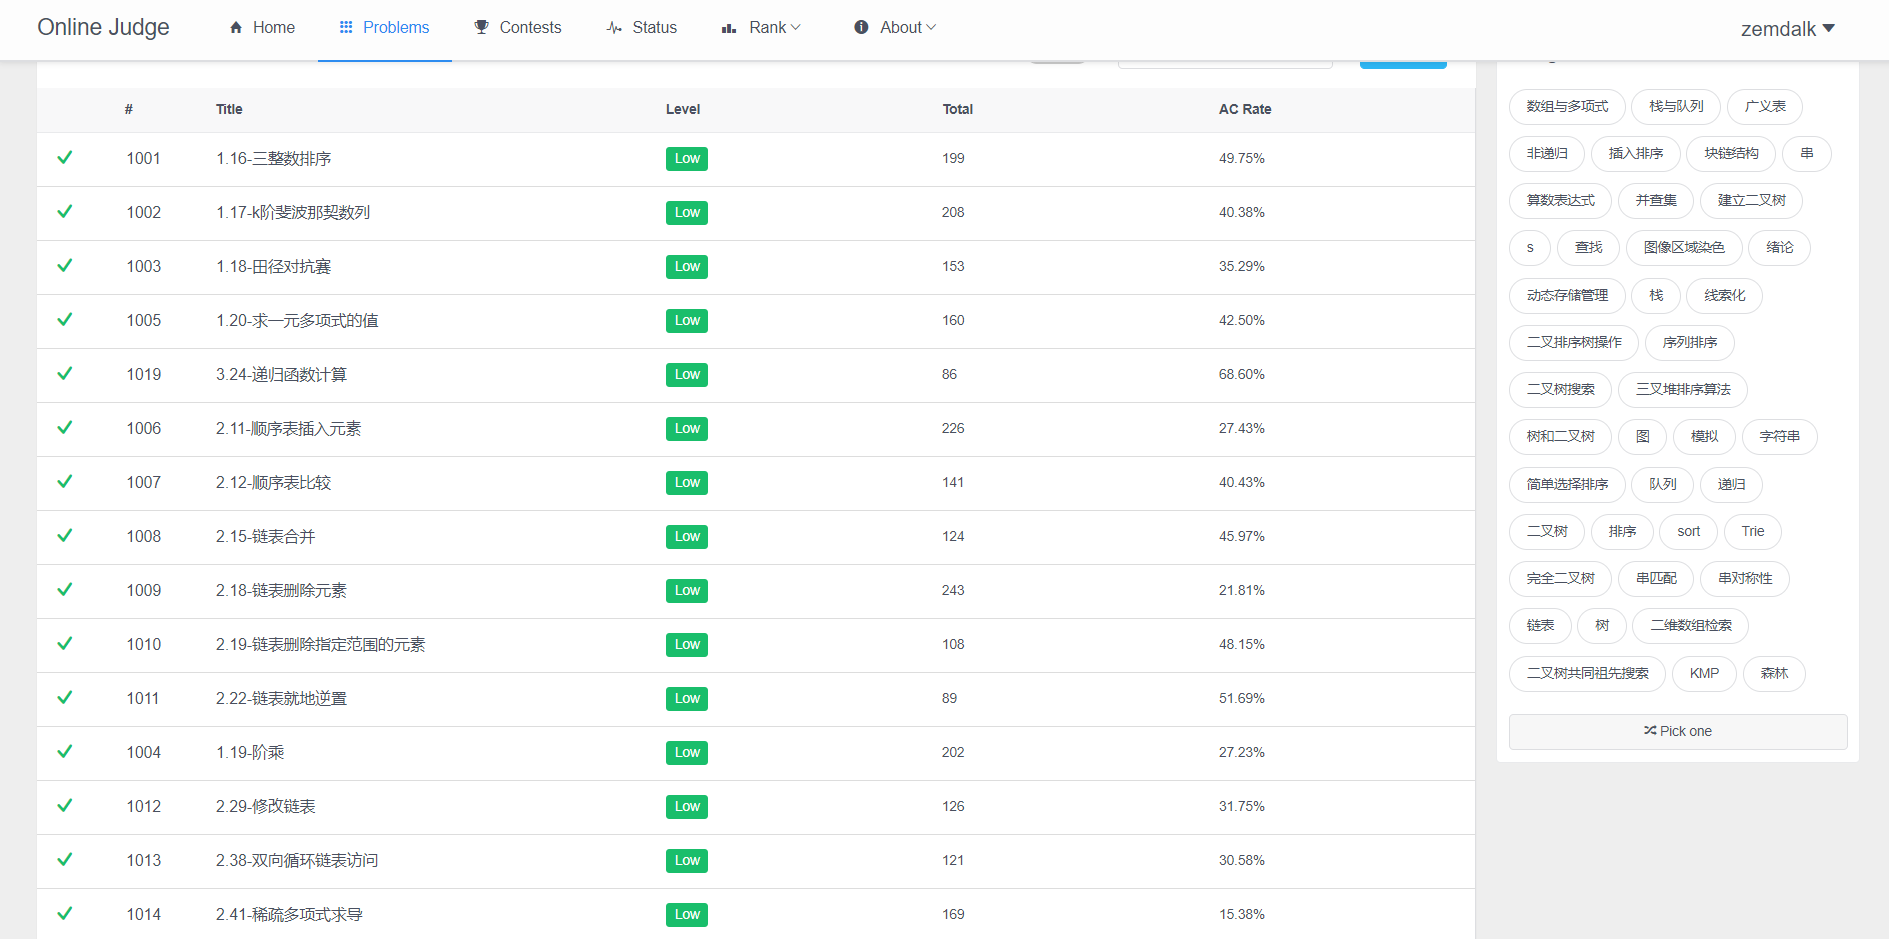 Online Judge Home Problems Contests Status Rank About zemdalk
# Title Level Total AC Rate
1001 1.16-三整数排序 Low 199 49.75%
1002 1.17-k阶斐波那契数列 Low 208 40.38%
1003 1.18-田径对抗赛 Low 153 35.29%
1005 1.20-求一元多项式的值 Low 160 42.50%
1019 3.24-递归函数计算 Low 86 68.60%
1006 2.11-顺序表插入元素 Low 226 27.43%
1007 2.12-顺序表比较 Low 141 40.43%
1008 2.15-链表合并 Low 124 45.97%
1009 2.18-链表删除元素 Low 243 21.81%
1010 2.19-链表删除指定范围的元素 Low 108 48.15%
1011 2.22-链表就地逆置 Low 89 51.69%
1004 1.19-阶乘 Low 202 27.23%
1012 2.29-修改链表 Low 126 31.75%
1013 2.38-双向循环链表访问 Low 121 30.58%
1014 2.41-稀疏多项式求导 Low 169 15.38%
数组与多项式 栈与队列 广义表
非递归 插入排序 块链结构 串
算数表达式 并查集 建立二叉树
s 查找 图像区域染色 绪论
动态存储管理 栈 线索化
二叉排序树操作 序列排序
二叉树搜索 三叉堆排序算法
树和二叉树 图 模拟 字符串
简单选择排序 队列 递归
二叉树 排序 sort Trie
完全二叉树 串匹配 串对称性
链表 树 二维数组检索
二叉树共同祖先搜索 KMP 森林
Pick one